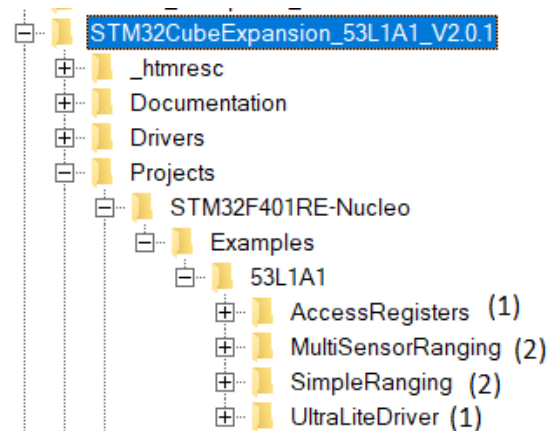 STM32CubeExpansion_53L1A1_V2.0.1
_htmresc
Documentation
Drivers
Projects
STM32F401RE-Nucleo
Examples
53L1A1
AccessRegisters (1)
MultiSensorRanging (2)
SimpleRanging (2)
UltraLiteDriver (1)